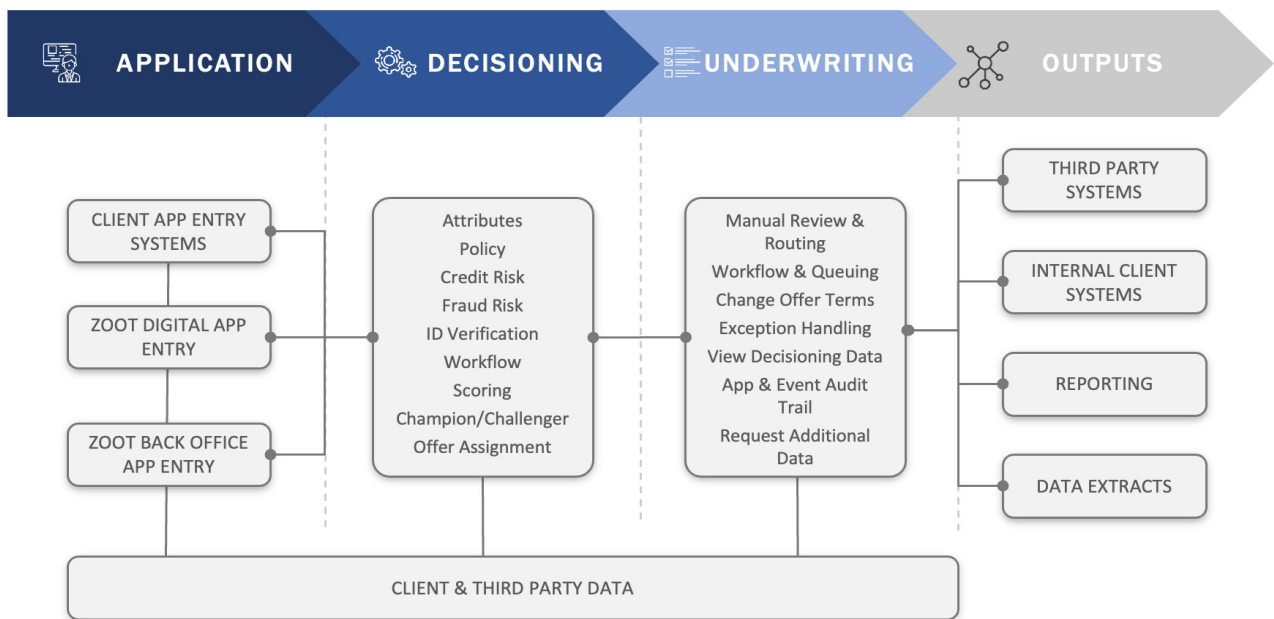 APPLICATION
DECISIONING
UNDERWRITING
OUTPUTS
CLIENT APP ENTRY
SYSTEMS
ZOOT DIGITAL APP
ENTRY
ZOOT BACK OFFICE
APP ENTRY
Attributes
Policy
Credit Risk
Fraud Risk
ID Verification
Workflow
Scoring
Champion/Challenger
Offer Assignment
Manual Review &
Routing
Workflow & Queuing
Change Offer Terms
Exception Handling
View Decisioning Data
App & Event Audit
Trail
Request Additional
Data
THIRD PARTY
SYSTEMS
INTERNAL CLIENT
SYSTEMS
REPORTING
DATA EXTRACTS
CLIENT & THIRD PARTY DATA